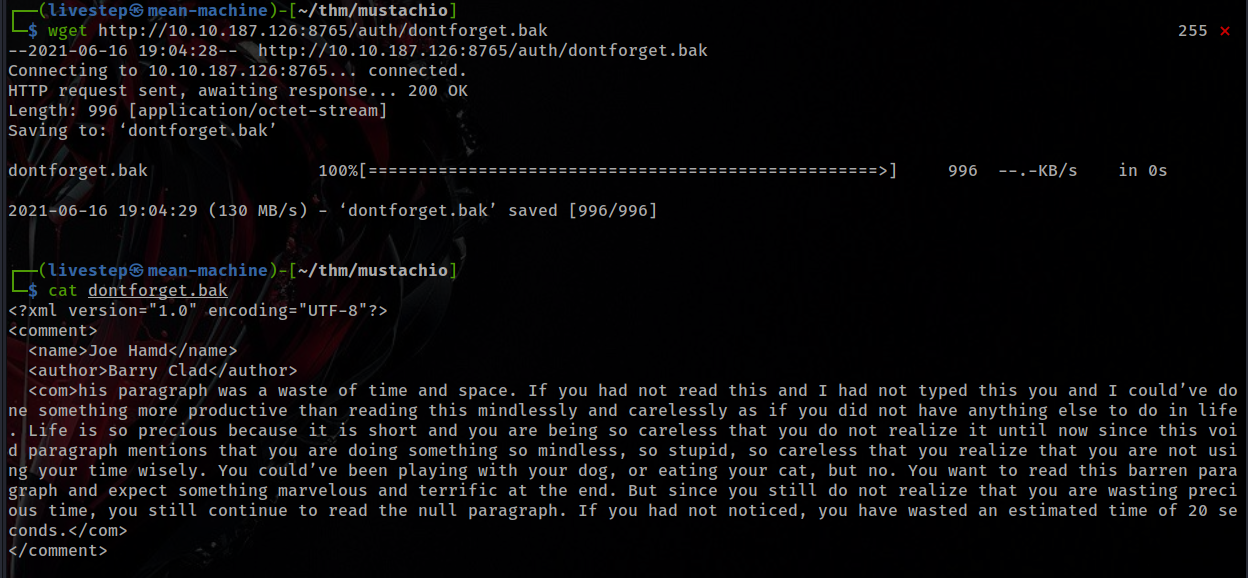 ┌──(livestep㉿mean-machine)-[~/thm/mustachio]
└─$ wget http://10.10.187.126:8765/auth/dontforget.bak 255 ⨯
--2021-06-16 19:04:28--  http://10.10.187.126:8765/auth/dontforget.bak
Connecting to 10.10.187.126:8765... connected.
HTTP request sent, awaiting response... 200 OK
Length: 996 [application/octet-stream]
Saving to: ‘dontforget.bak’
dontforget.bak 100%[===================================================>] 996 --.-KB/s in 0s
2021-06-16 19:04:29 (130 MB/s) - ‘dontforget.bak’ saved [996/996]
┌──(livestep㉿mean-machine)-[~/thm/mustachio]
└─$ cat dontforget.bak
<?xml version="1.0" encoding="UTF-8"?>
<comment>
  <name>Joe Hamd</name>
  <author>Barry Clad</author>
  <com>his paragraph was a waste of time and space. If you had not read this and I had not typed this you and I could’ve do
ne something more productive than reading this mindlessly and carelessly as if you did not have anything else to do in life
. Life is so precious because it is short and you are being so careless that you do not realize it until now since this voi
d paragraph mentions that you are doing something so mindless, so stupid, so careless that you realize that you are not usi
ng your time wisely. You could’ve been playing with your dog, or eating your cat, but no. You want to read this barren para
graph and expect something marvelous and terrific at the end. But since you still do not realize that you are wasting preci
ous time, you still continue to read the null paragraph. If you had not noticed, you have wasted an estimated time of 20 se
conds.</com>
</comment>